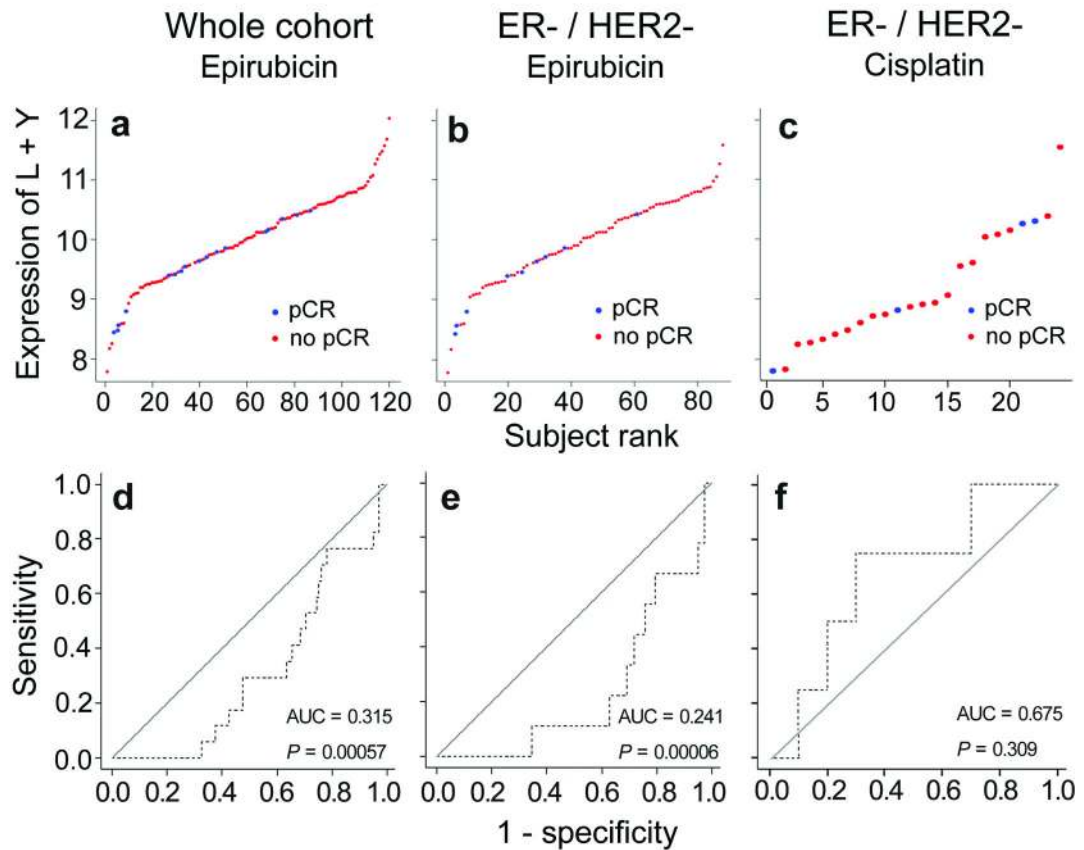 Whole cohort
Epirubicin
ER- / HER2-
Epirubicin
ER- / HER2-
Cisplatin
Expression of L + Y
12
11
10
9
8
a
pCR
no pCR
0 20 40 60 80 100 120
b
pCR
no pCR
0 20 40 60 80
c
pCR
no pCR
0 5 10 15 20
Subject rank
Sensitivity
1.0
0.8
0.6
0.4
0.2
0.0
d
AUC = 0.315
P = 0.00057
0.0 0.2 0.4 0.6 0.8 1.0
e
AUC = 0.241
P = 0.00006
0.0 0.2 0.4 0.6 0.8 1.0
f
AUC = 0.675
P = 0.309
0.0 0.2 0.4 0.6 0.8 1.0
1 - specificity